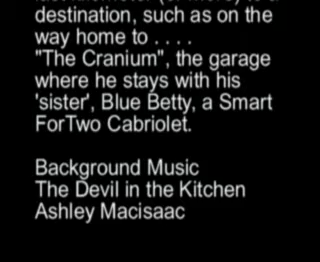 destination, such as on the
way home to . . . .
"The Cranium", the garage
where he stays with his
'sister', Blue Betty, a Smart
ForTwo Cabriolet.
Background Music
The Devil in the Kitchen
Ashley Macisaac